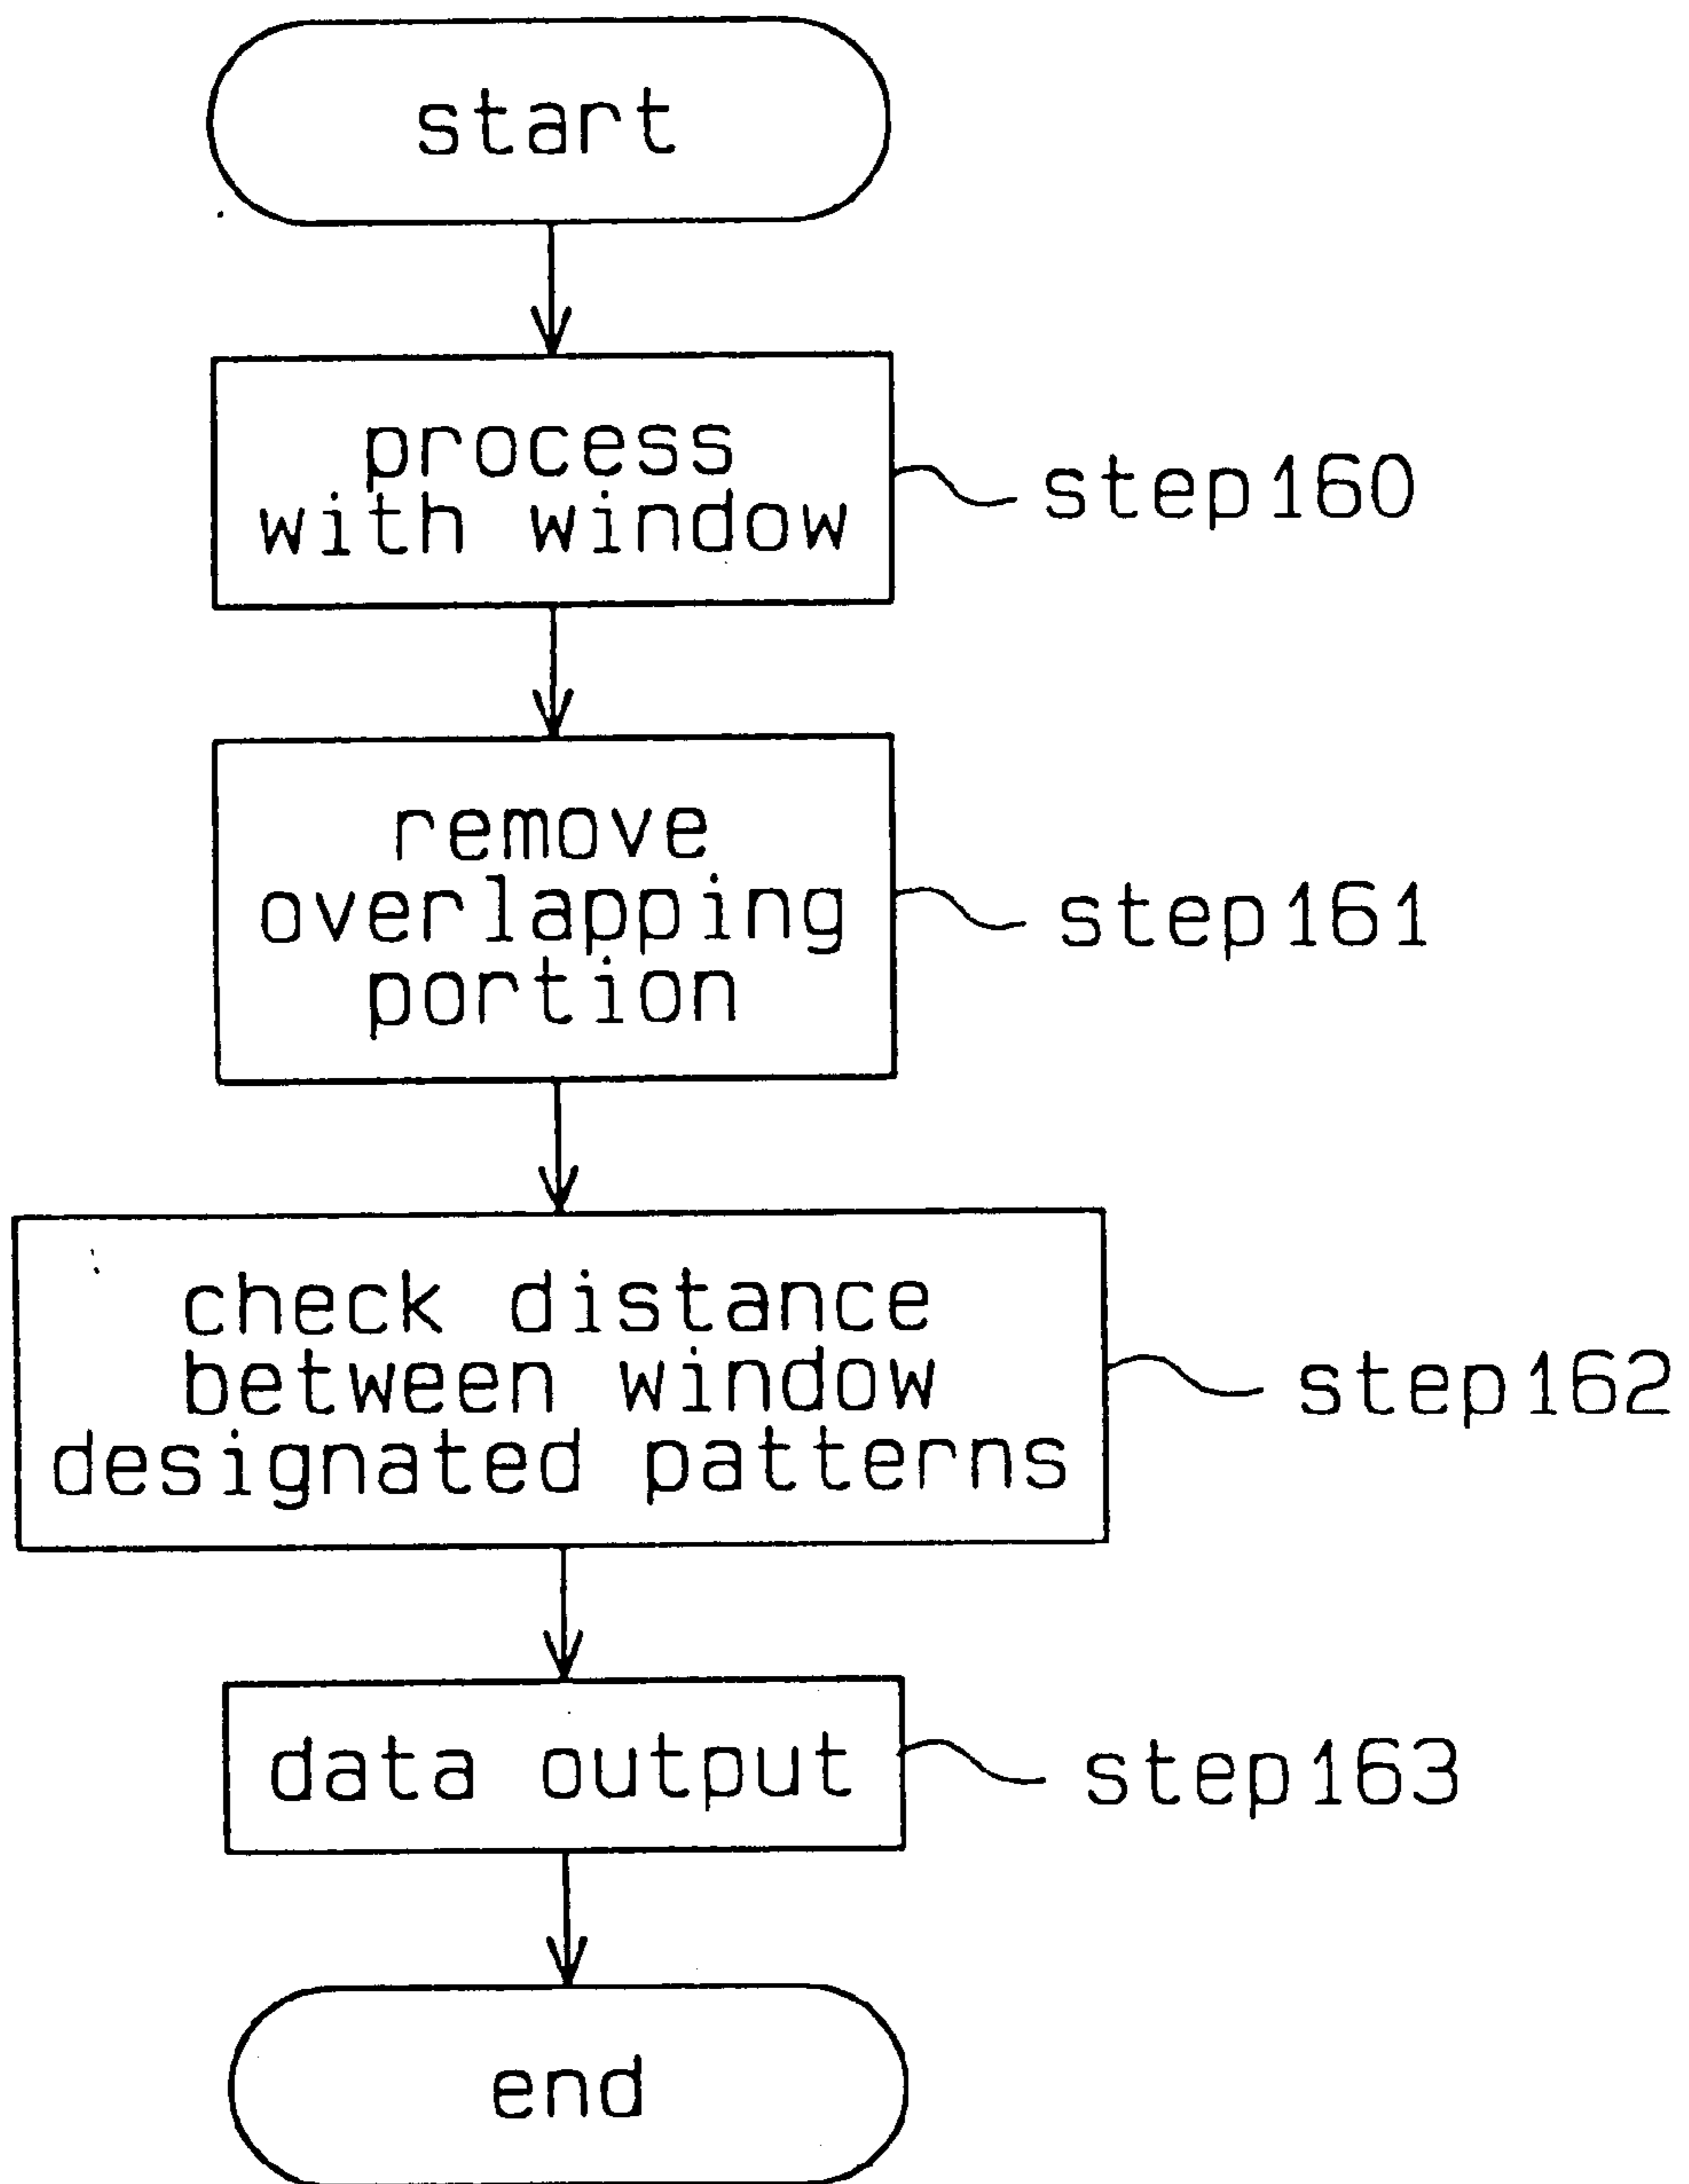 start
process
with window
step160
remove
overlapping
portion
step161
check distance
between window
designated patterns
step162
data output
step163
end